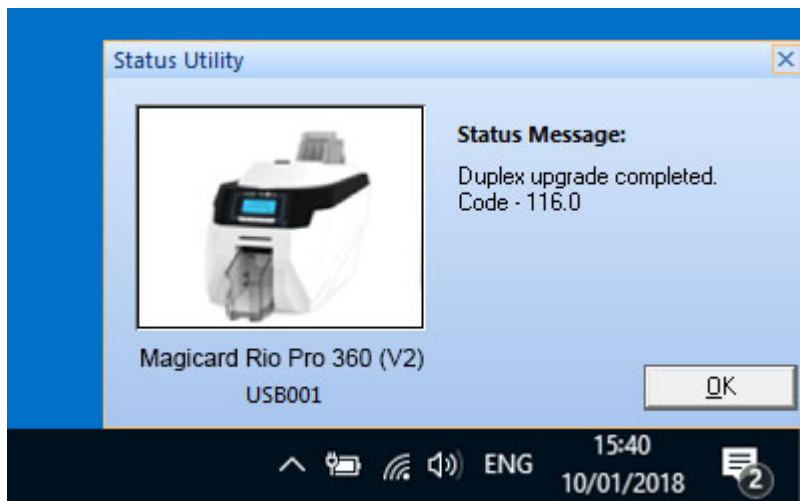 Status Utility
Status Message:
Duplex upgrade completed.
Code - 116.0
Magicard Rio Pro 360 (V2)
USB001
OK
ENG
15:40
10/01/2018
2